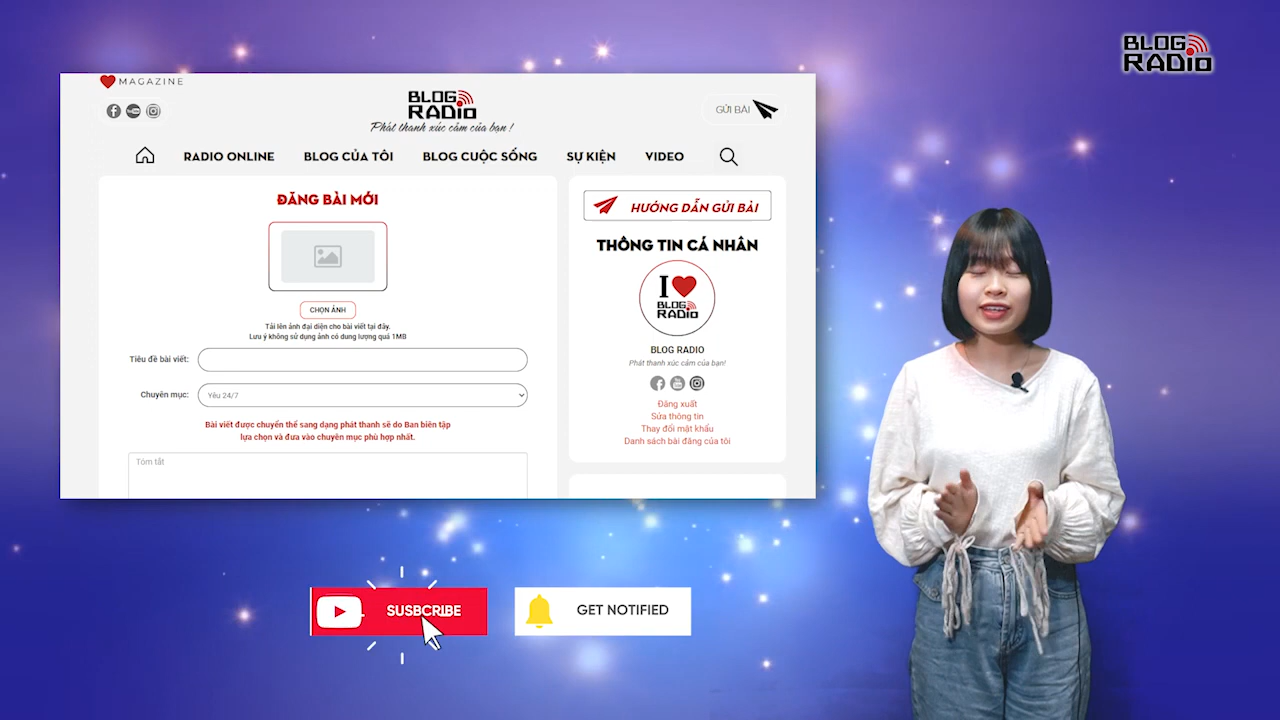 BLOG
RADIO
MAGAZINE
BLOG
RADIO
Phát thanh xúc cảm của bạn !
GỬI BÀI
RADIO ONLINE
BLOG CỦA TÔI
BLOG CUỘC SỐNG
SỰ KIỆN
VIDEO
ĐĂNG BÀI MỚI
CHỌN ẢNH
Tải lên ảnh đại diện cho bài viết tại đây.
Lưu ý không sử dụng ảnh có dung lượng quá 1MB
Tiêu đề bài viết:
Chuyên mục:
Yêu 24/7
Bài viết được chuyển thể sang dạng phát thanh sẽ do Ban biên tập
lựa chọn và đưa vào chuyên mục phù hợp nhất.
Tóm tắt
HƯỚNG DẪN GỬI BÀI
THÔNG TIN CÁ NHÂN
I
BLOG
RADIO
BLOG RADIO
Phát thanh xúc cảm của bạn!
Đăng xuất
Sửa thông tin
Thay đổi mật khẩu
Danh sách bài đăng của tôi
SUSBCRIBE
GET NOTIFIED